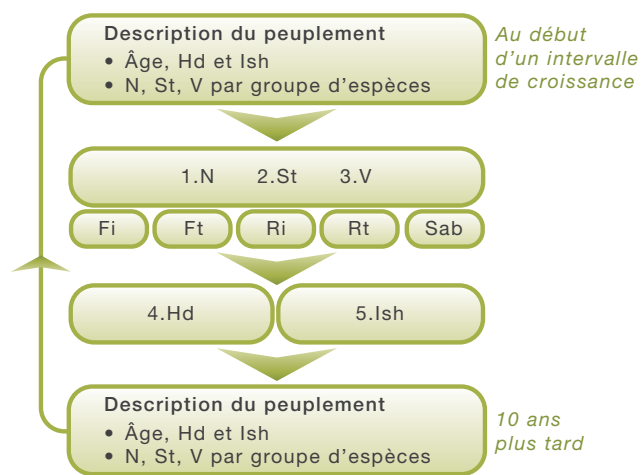 Description du peuplement
• Âge, Hd et Ish
• N, St, V par groupe d'espèces
Au début
d'un intervalle
de croissance
1.N 2.St 3.V
Fi Ft Ri Rt Sab
4.Hd 5.Ish
Description du peuplement
• Âge, Hd et Ish
• N, St, V par groupe d'espèces
10 ans
plus tard